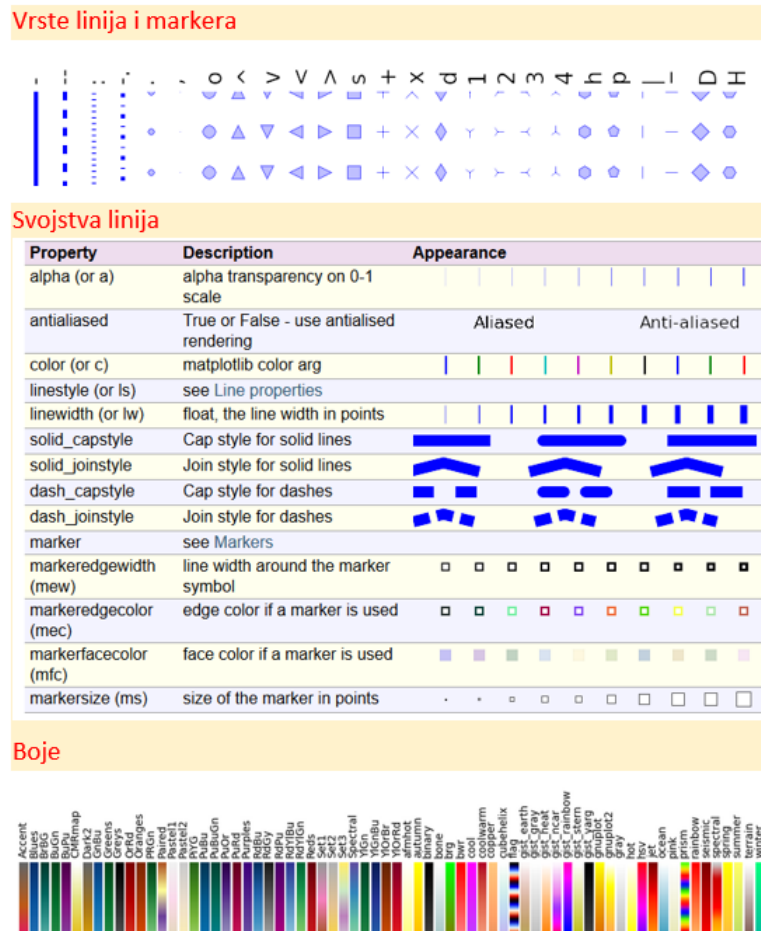 Vrste linija i markera
- -- : -. . , o ^ v < > s + x d 1 2 3 4 h p | _ D H
Svojstva linija
Property Description Appearance
alpha (or a) alpha transparency on 0-1
scale
antialiased True or False - use antialised Aliased Anti-aliased
rendering
color (or c) matplotlib color arg
linestyle (or ls) see Line properties
linewidth (or lw) float, the line width in points
solid_capstyle Cap style for solid lines
solid_joinstyle Join style for solid lines
dash_capstyle Cap style for dashes
dash_joinstyle Join style for dashes
marker see Markers
markeredgewidth line width around the marker
(mew) symbol
markeredgecolor edge color if a marker is used
(mec)
markerfacecolor face color if a marker is used
(mfc)
markersize (ms) size of the marker in points
Boje
Accent
Blues
BrBG
BuGn
BuPu
CMRmap
Dark2
GnBu
Greens
Greys
OrRd
Oranges
PRGn
Paired
Pastel1
Pastel2
PiYG
PuBu
PuBuGn
PuOr
PuRd
Purples
RdBu
RdGy
RdPu
RdYlBu
RdYlGn
Reds
Set1
Set2
Set3
Spectral
YlGn
YlGnBu
YlOrBr
YlOrRd
afmhot
autumn
binary
bone
brg
bwr
cool
coolwarm
copper
cubehelix
flag
gist_earth
gist_gray
gist_heat
gist_ncar
gist_rainbow
gist_stern
gist_yarg
gnuplot
gnuplot2
gray
hot
hsv
jet
ocean
pink
prism
rainbow
seismic
spectral
spring
summer
terrain
winter